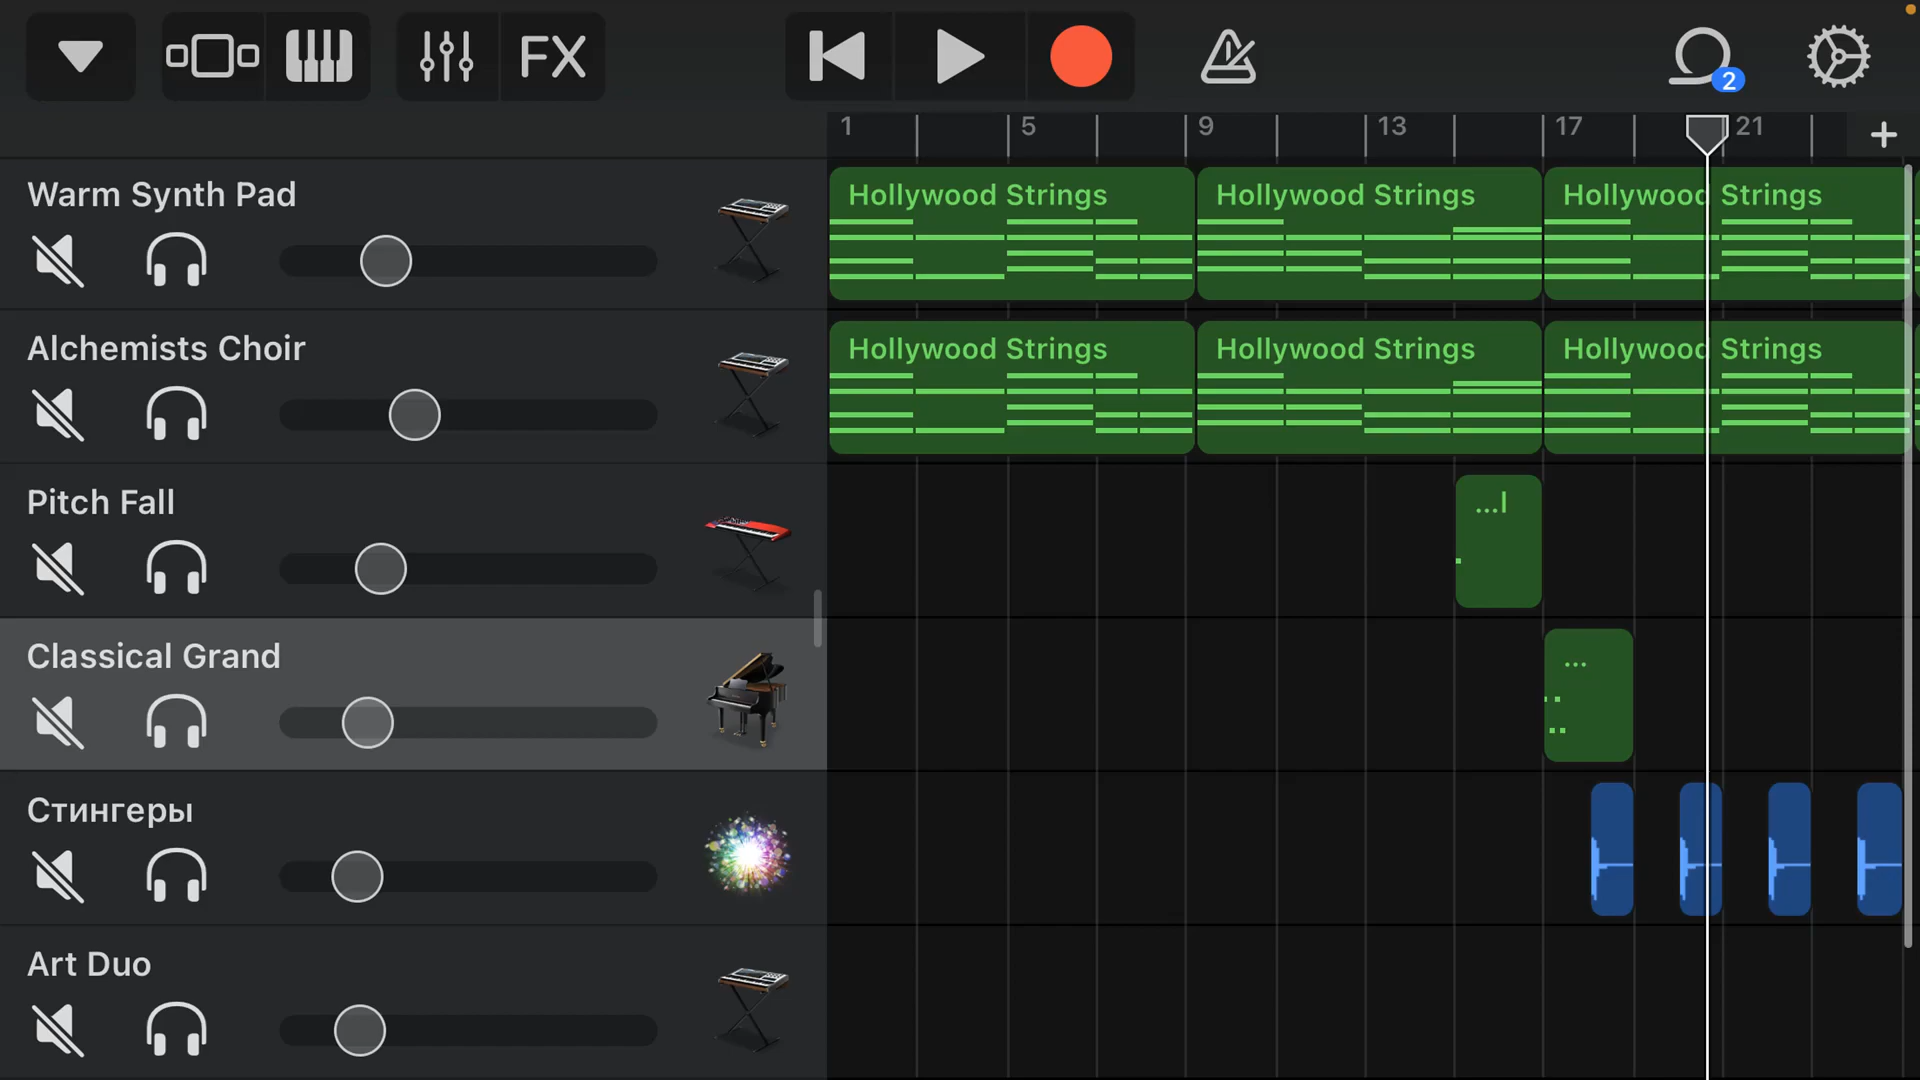 FX
2
1 5 9 13 17 21
Warm Synth Pad
Hollywood Strings Hollywood Strings Hollywood Strings
Alchemists Choir
Hollywood Strings Hollywood Strings Hollywood Strings
Pitch Fall
...l
Classical Grand
...
Стингеры
Art Duo